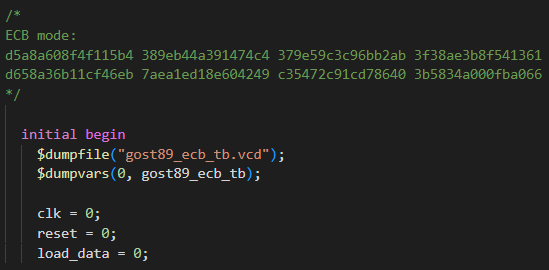 /*
ECB mode:
d5a8a608f4f115b4 389eb44a391474c4 379e59c3c96bb2ab 3f38ae3b8f541361
d658a36b11cf46eb 7aea1ed18e604249 c35472c91cd78640 3b5834a000fba066
*/
initial begin
$dumpfile("gost89_ecb_tb.vcd");
$dumpvars(0, gost89_ecb_tb);
clk = 0;
reset = 0;
load_data = 0;